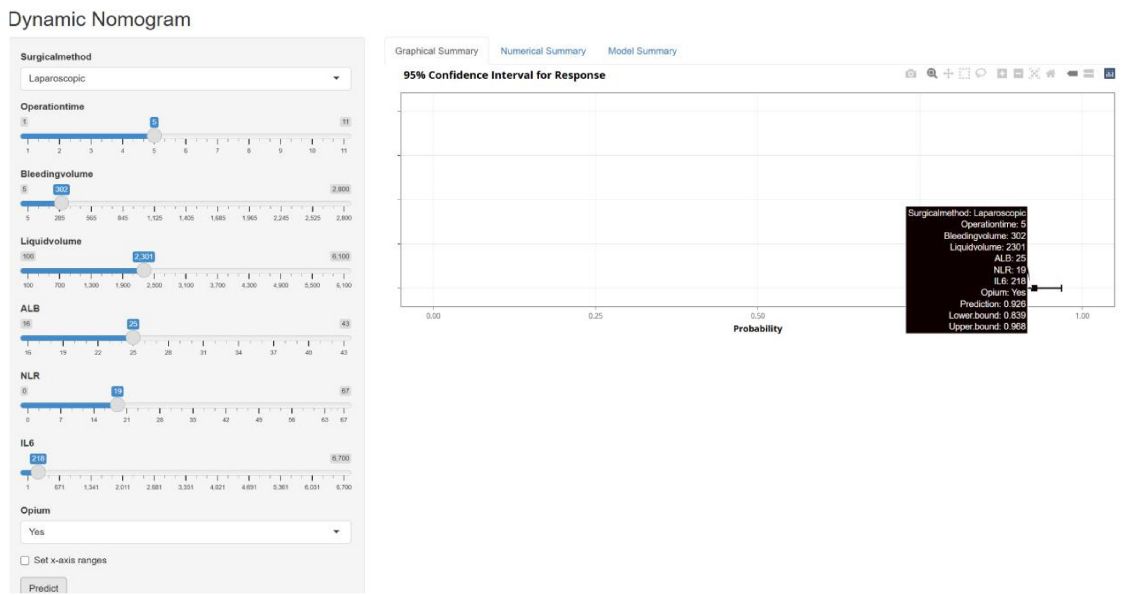 Dynamic Nomogram
Surgicalmethod
Laparoscopic
Operationtime
1 5 11
1 2 3 4 5 6 7 8 9 10 11
Bleedingvolume
5 302 2,800
5 285 565 845 1,125 1,405 1,685 1,965 2,245 2,525 2,800
Liquidvolume
100 2,301 6,100
100 700 1,300 1,900 2,500 3,100 3,700 4,300 4,900 5,500 6,100
ALB
16 25 43
16 19 22 25 28 31 34 37 40 43
NLR
0 19 67
0 7 14 21 28 35 42 49 56 63 67
IL6
218 6,700
1 671 1,341 2,011 2,681 3,351 4,021 4,691 5,361 6,031 6,700
Opium
Yes
Set x-axis ranges
Predict
Graphical Summary Numerical Summary Model Summary
95% Confidence Interval for Response
Surgicalmethod: Laparoscopic
Operationtime: 5
Bleedingvolume: 302
Liquidvolume: 2301
ALB: 25
NLR: 19
IL6: 218
Opium: Yes
Prediction: 0.926
Lower.bound: 0.839
Upper.bound: 0.968
0.00 0.25 0.50 1.00
Probability